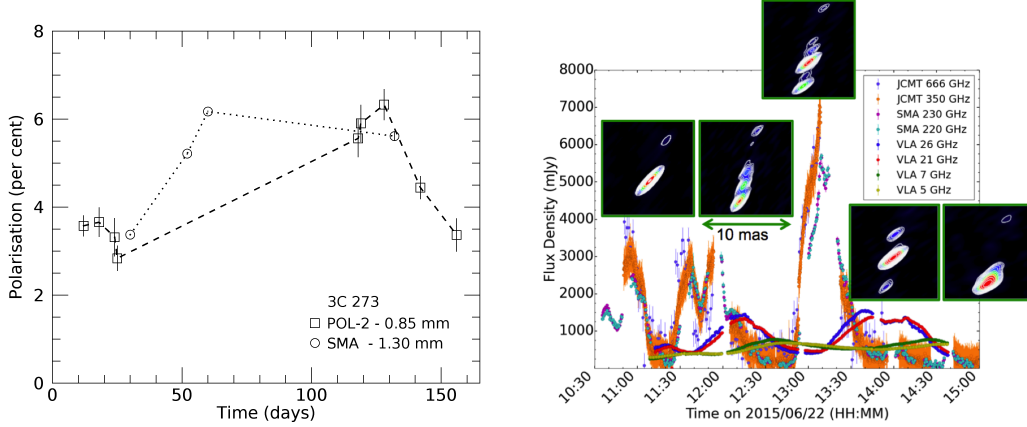 8
6
4
2
0
Polarisation (per cent)
3C 273
POL-2 - 0.85 mm
SMA - 1.30 mm
0 50 100 150
Time (days)
8000
7000
6000
5000
4000
3000
2000
1000
Flux Density (mJy)
JCMT 666 GHz
JCMT 350 GHz
SMA 230 GHz
SMA 220 GHz
VLA 26 GHz
VLA 21 GHz
VLA 7 GHz
VLA 5 GHz
10 mas
10:30 11:00 11:30 12:00 12:30 13:00 13:30 14:00 14:30 15:00
Time on 2015/06/22 (HH:MM)